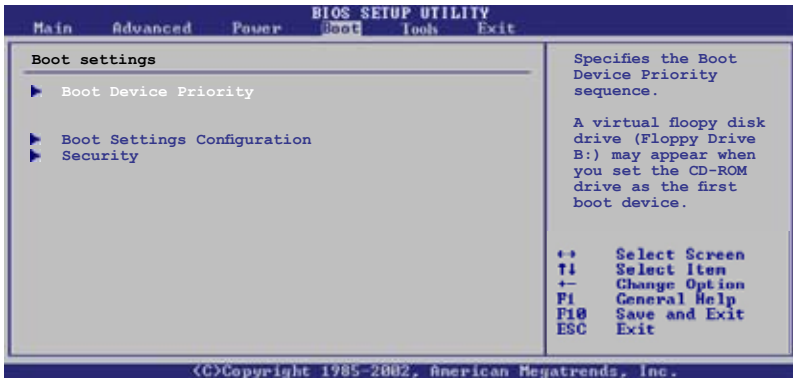 BIOS SETUP UTILITY
Main Advanced Power Boot Tools Exit
Boot settings
Boot Device Priority
Boot Settings Configuration
Security
Specifies the Boot
Device Priority
sequence.
A virtual floopy disk
drive (Floppy Drive
B:) may appear when
you set the CD-ROM
drive as the first
boot device.
↔ Select Screen
↑↓ Select Item
+- Change Option
F1 General Help
F10 Save and Exit
ESC Exit
(C)Copyright 1985-2002, American Megatrends, Inc.